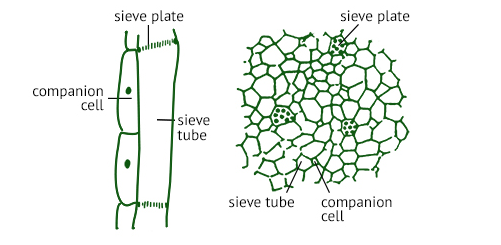 sieve plate
companion
cell
sieve
tube
sieve plate
sieve tube
companion
cell